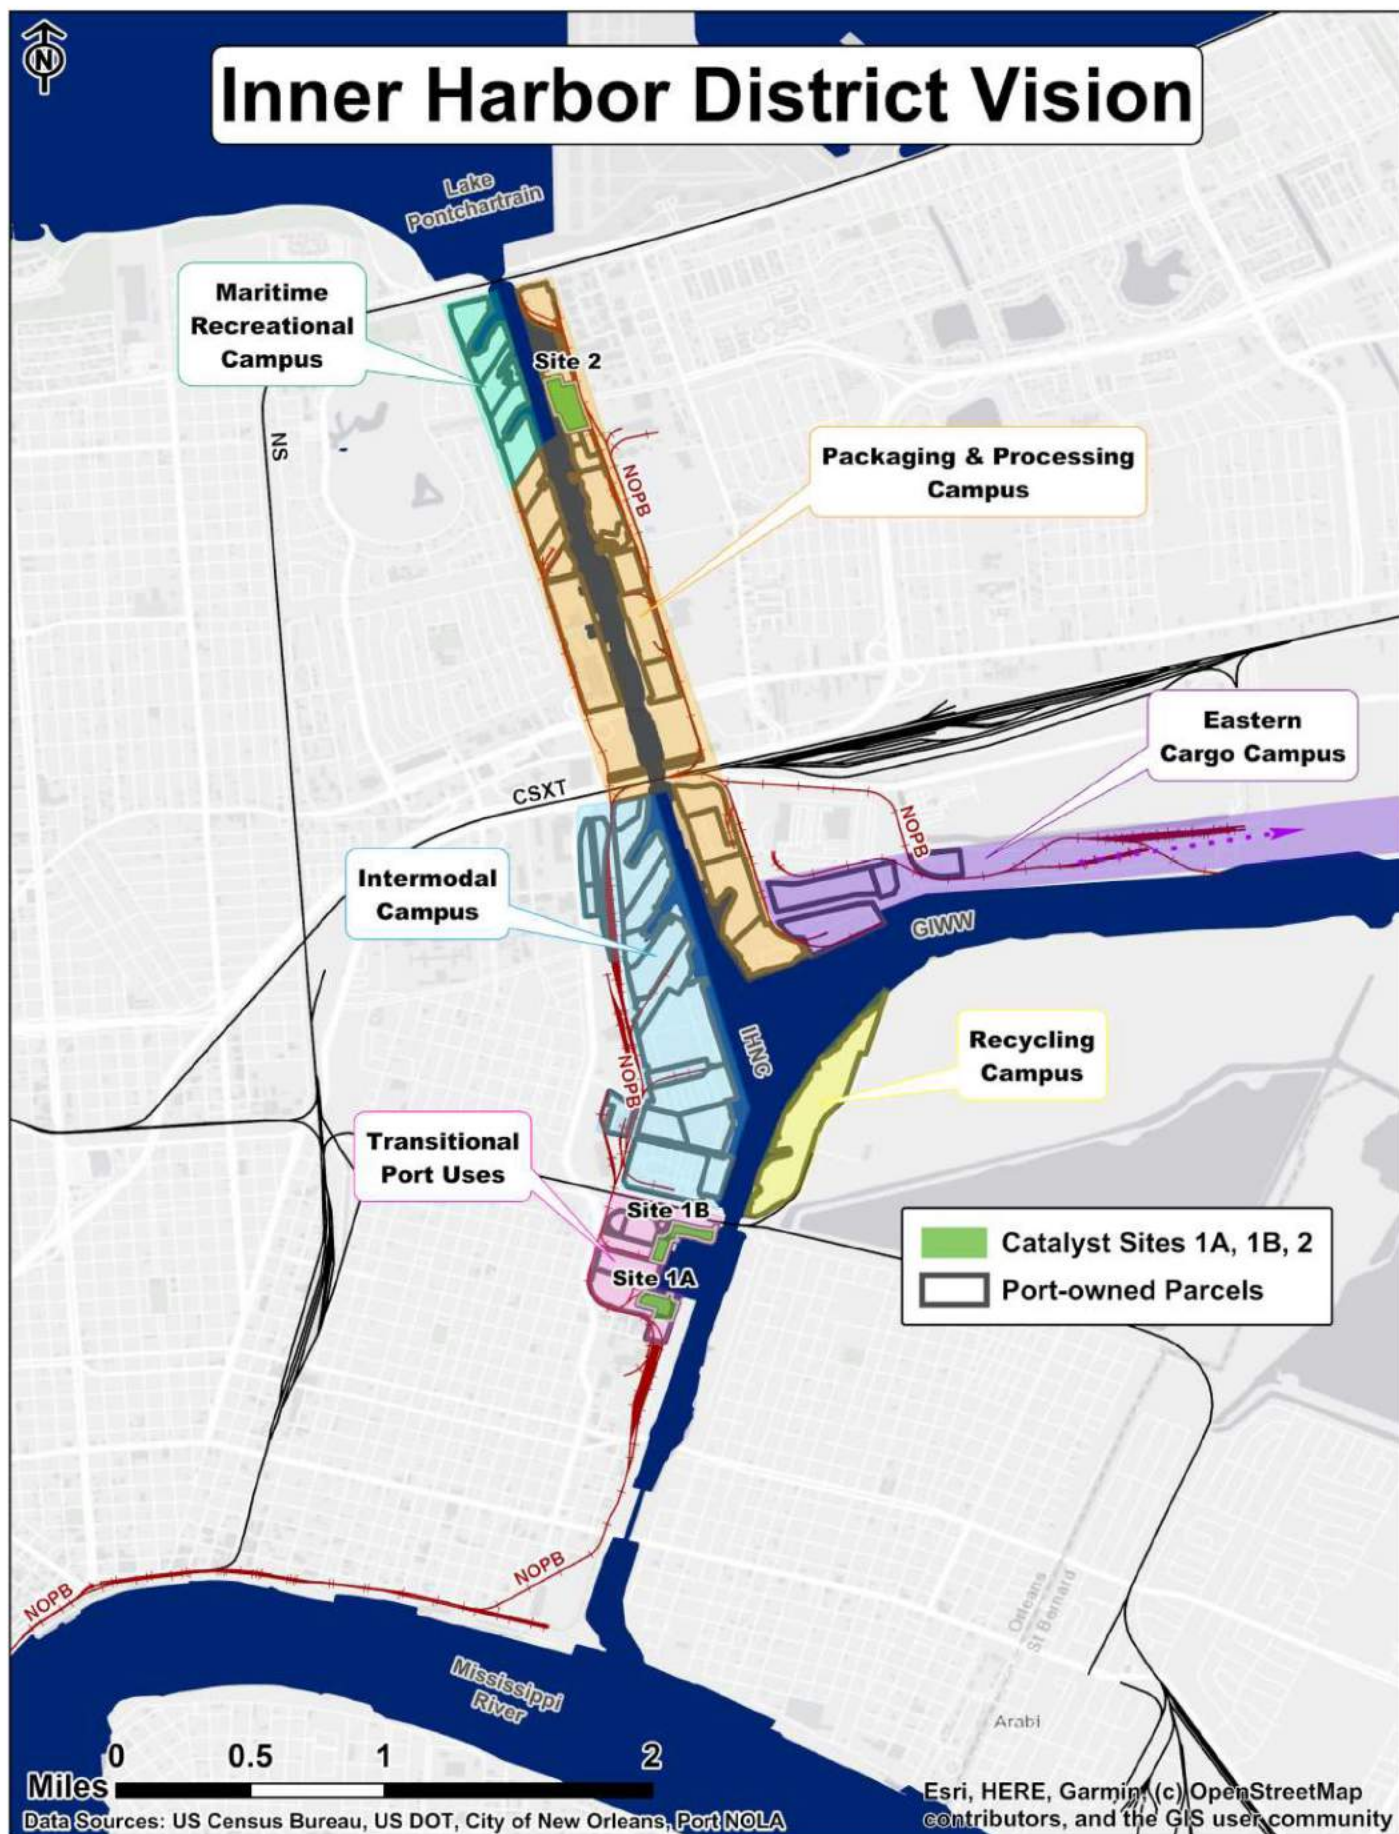 N
Inner Harbor District Vision
Lake
Pontchartrain
Maritime
Recreational
Campus
Site 2
NS
NOPB
Packaging & Processing
Campus
Eastern
Cargo Campus
CSXT
NOPB
Intermodal
Campus
GIWW
IHNC
Recycling
Campus
NOPB
Transitional
Port Uses
Site 1B
Site 1A
Catalyst Sites 1A, 1B, 2
Port-owned Parcels
NOPB
NOPB
Orleans
St Bernard
Mississippi
River
Arabi
0 0.5 1 2
Miles
Data Sources: US Census Bureau, US DOT, City of New Orleans, Port NOLA
Esri, HERE, Garmin, (c) OpenStreetMap
contributors, and the GIS user community